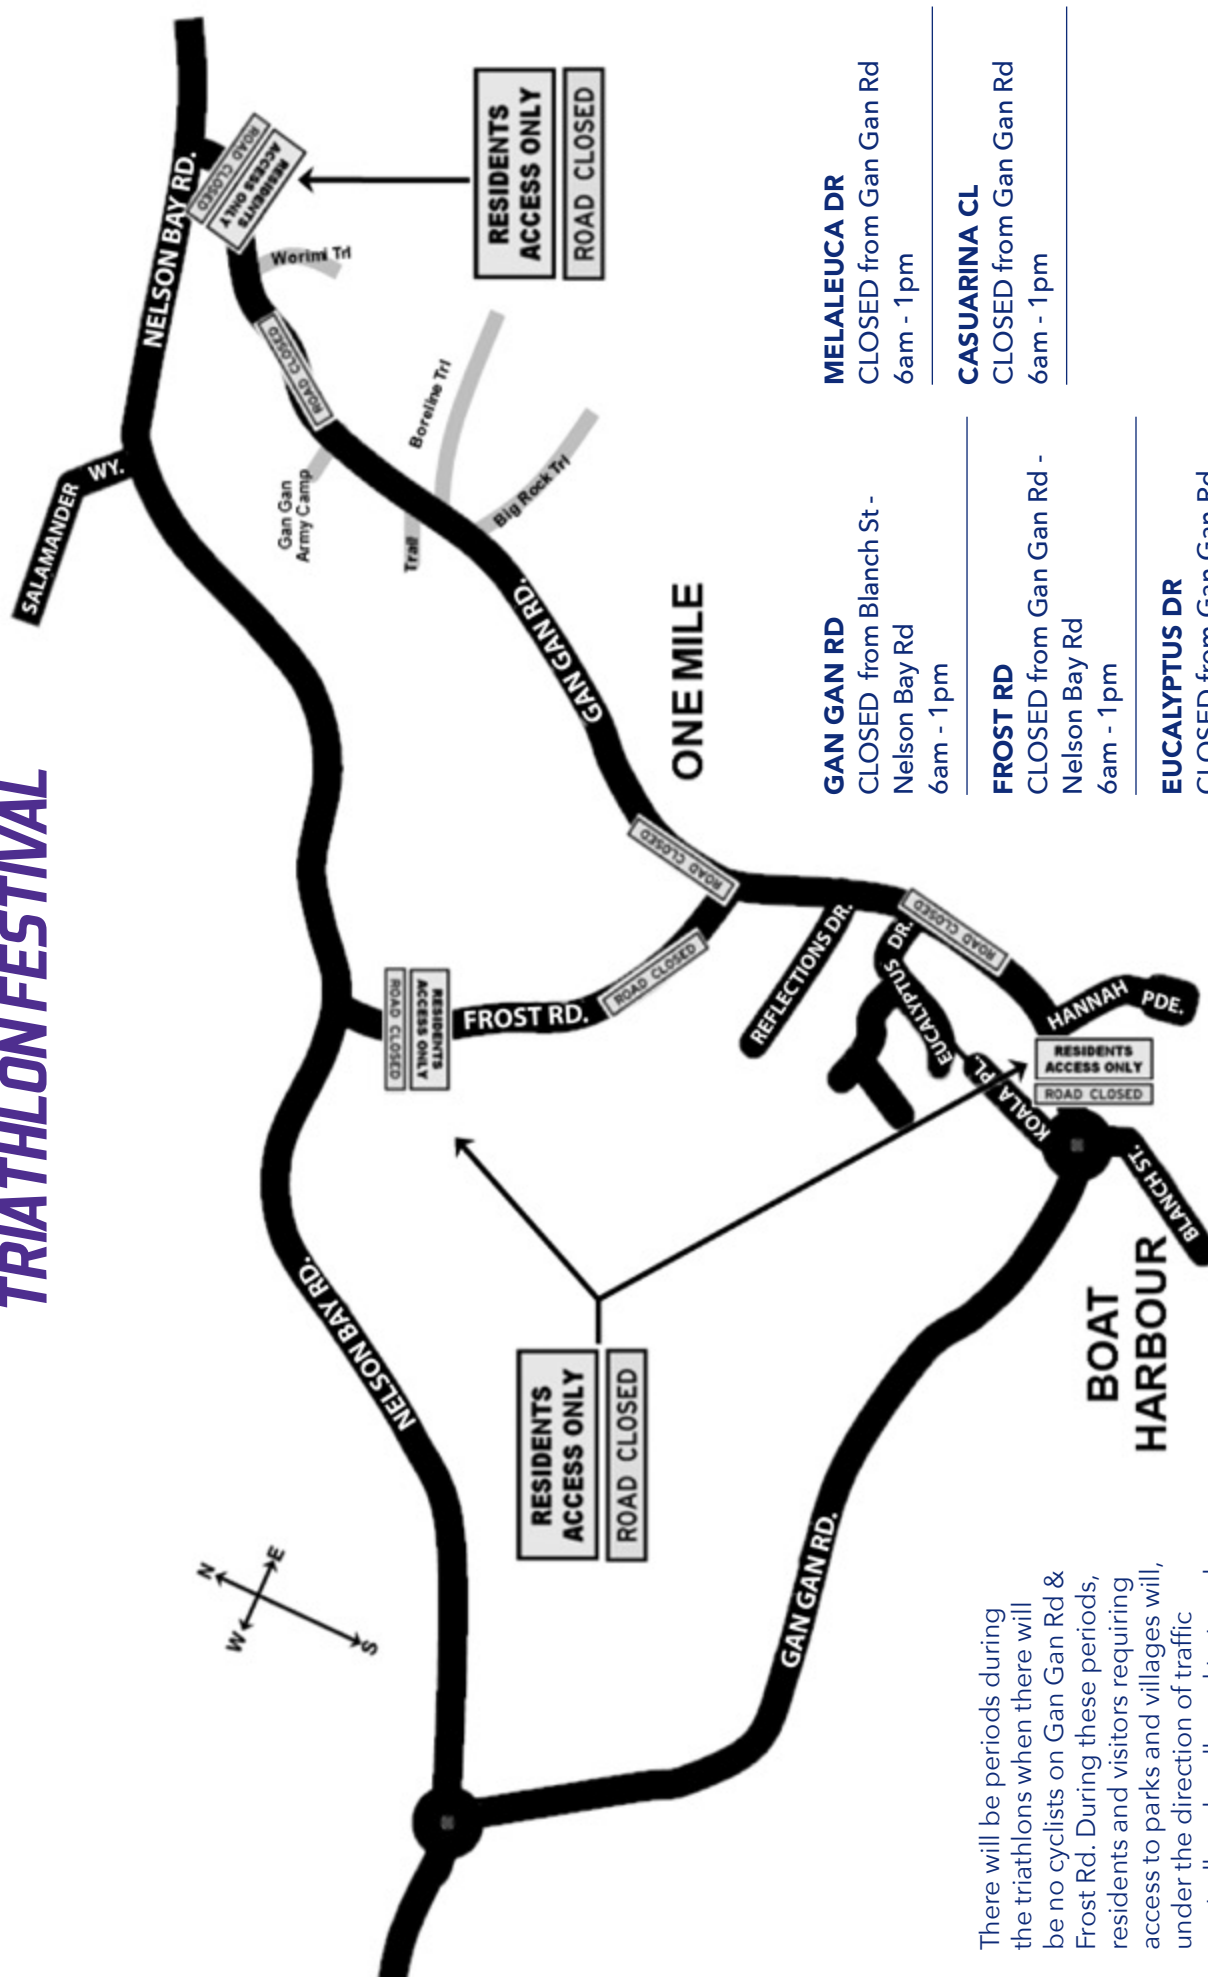 TRIATHLON FESTIVAL
SALAMANDER
WY.
NELSON BAY RD.
ROAD CLOSED
RESIDENTS
ACCESS ONLY
Worimi Trl
ROAD CLOSED
RESIDENTS
ACCESS ONLY
ROAD CLOSED
Gan Gan
Army Camp
Trail
Boreline Trl
Big Rock Trl
GAN GAN RD.
ONE MILE
ROAD CLOSED
ROAD CLOSED
RESIDENTS
ACCESS ONLY
FROST RD.
ROAD CLOSED
REFLECTIONS DR.
EUCALYPTUS DR.
ROAD CLOSED
HANNAH
PDE.
KOALA PL.
RESIDENTS
ACCESS ONLY
ROAD CLOSED
BLANCH ST.
BOAT
HARBOUR
NELSON BAY RD.
RESIDENTS
ACCESS ONLY
ROAD CLOSED
N
E
W
S
GAN GAN RD.
There will be periods during
the triathlons when there will
be no cyclists on Gan Gan Rd &
Frost Rd. During these periods,
residents and visitors requiring
access to parks and villages will,
under the direction of traffic
GAN GAN RD
CLOSED from Blanch St -
Nelson Bay Rd
6am - 1pm
FROST RD
CLOSED from Gan Gan Rd -
Nelson Bay Rd
6am - 1pm
EUCALYPTUS DR
CLOSED from Gan Gan Rd
MELALEUCA DR
CLOSED from Gan Gan Rd
6am - 1pm
CASUARINA CL
CLOSED from Gan Gan Rd
6am - 1pm